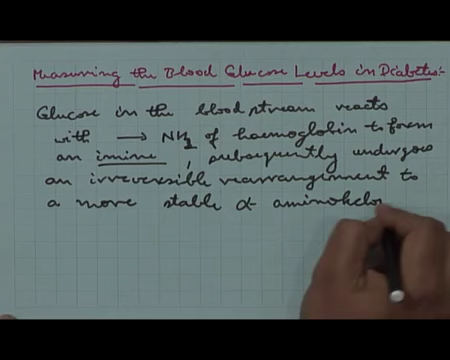 Measuring the Blood Glucose Levels in Diabetes:-
Glucose in the blood stream reacts
with → NH2 of haemoglobin to form
an imine, subsequently undergoes
an irreversible rearrangement to
a more stable α aminoketo